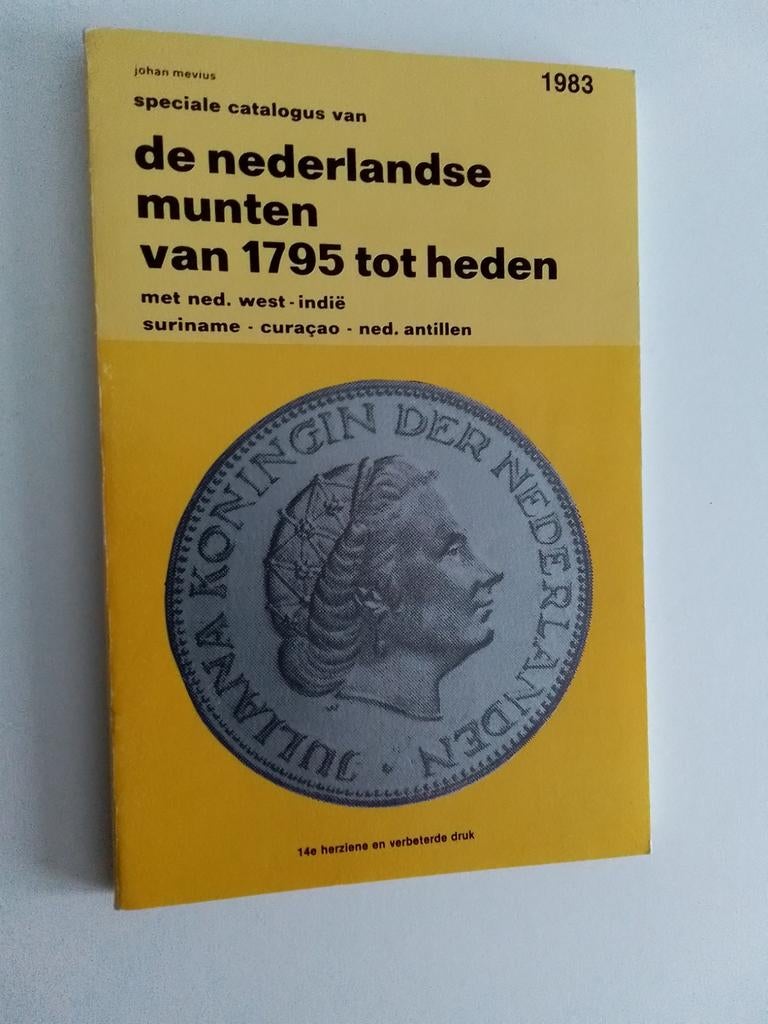 johan mevius
1983
speciale catalogus van
de nederlandse
munten
van 1795 tot heden
met ned. west-indië
suriname - curaçao - ned. antillen
JULIANA KONINGIN DER NEDERLANDEN ·
14e herziene en verbeterde druk